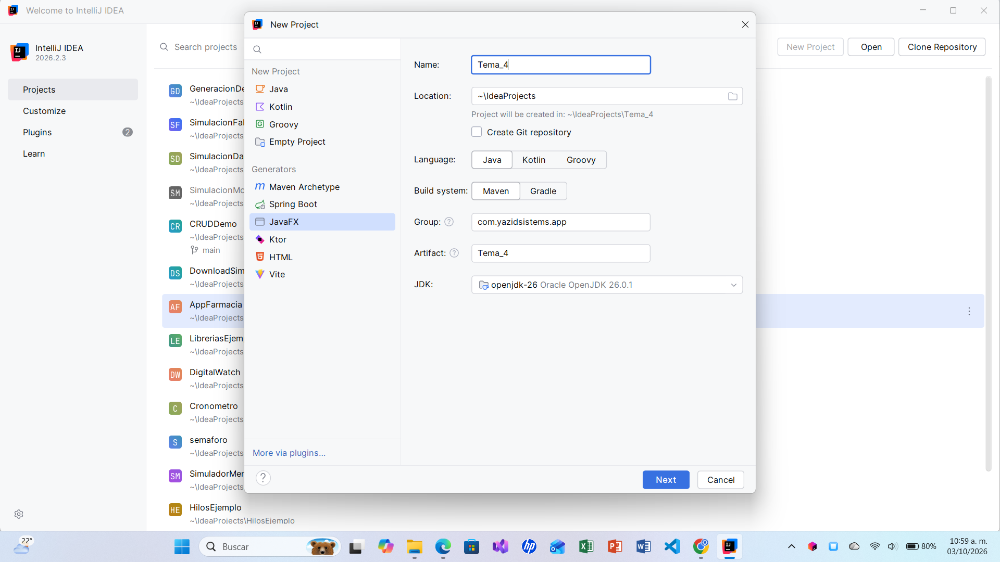 Welcome to IntelliJ IDEA
IntelliJ IDEA
2026.2.3
Projects
Customize
Plugins
2
Learn
Search projects
New Project
Open
Clone Repository
GD
GeneracionDe
~\IdeaProjects
SF
SimulacionFal
~\IdeaProjects
SD
SimulacionDa
~\IdeaProjects
SM
SimulacionMo
~\IdeaProjects
CR
CRUDDemo
~\IdeaProjects
main
DS
DownloadSim
~\IdeaProjects
AF
AppFarmacia
~\IdeaProjects
LE
LibreriasEjemp
~\IdeaProjects
DW
DigitalWatch
~\IdeaProjects
C
Cronometro
~\IdeaProjects
S
semaforo
~\IdeaProjects
SM
SimuladorMen
~\IdeaProjects
HE
HilosEjemplo
~\IdeaProjects\HilosEjemplo
New Project
New Project
Java
Kotlin
Groovy
Empty Project
Generators
Maven Archetype
Spring Boot
JavaFX
Ktor
HTML
Vite
More via plugins...
Name: Tema_4
Location: ~\IdeaProjects
Project will be created in: ~\IdeaProjects\Tema_4
Create Git repository
Language: Java Kotlin Groovy
Build system: Maven Gradle
Group: ? com.yazidsistems.app
Artifact: ? Tema_4
JDK: openjdk-26 Oracle OpenJDK 26.0.1
?
Next
Cancel
22°
Buscar
80%
10:59 a. m.
03/10/2026